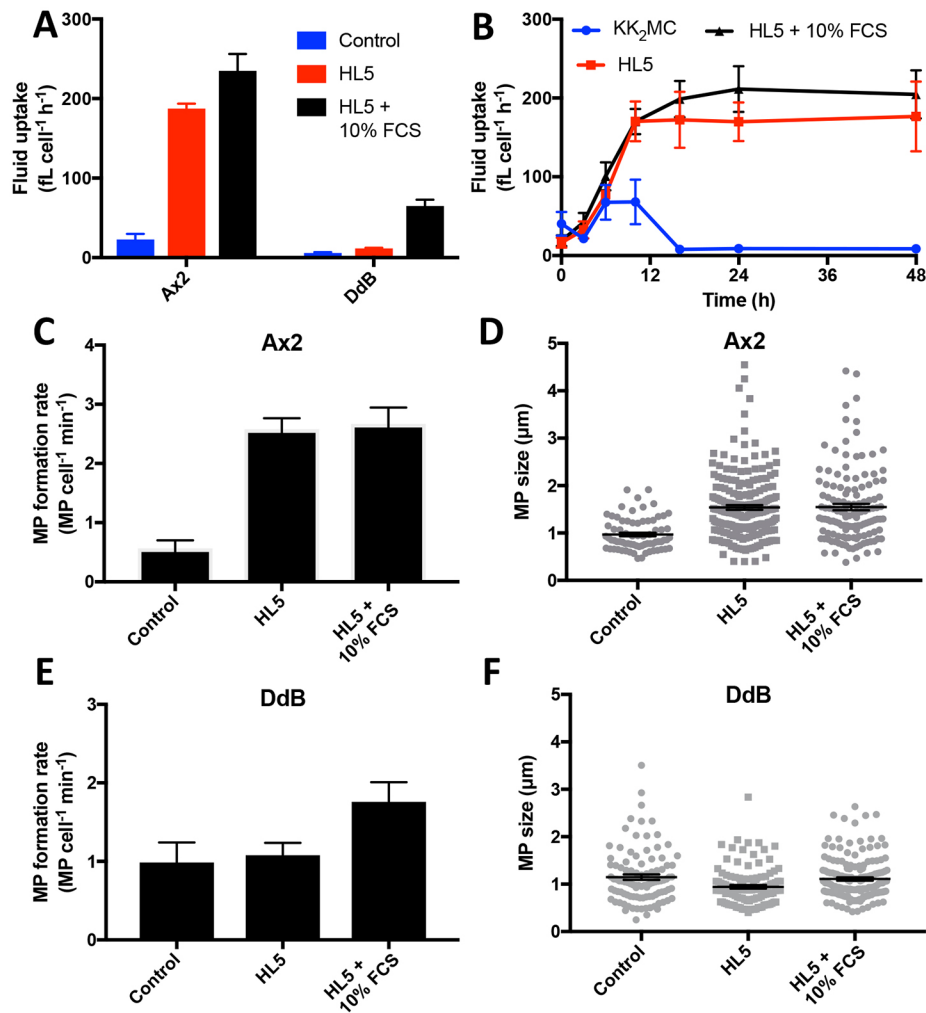 A
300
200
100
0
Fluid uptake
(fL cell-1 h-1)
Control
HL5
HL5 +
10% FCS
Ax2
DdB
B
KK2MC
HL5
HL5 + 10% FCS
300
200
100
0
Fluid uptake
(fL cell-1 h-1)
0
12
24
36
48
Time (h)
C
Ax2
4
3
2
1
0
MP formation rate
(MP cell-1 min-1)
Control
HL5
HL5 +
10% FCS
D
Ax2
5
4
3
2
1
0
MP size (μm)
Control
HL5
HL5 +
10% FCS
E
DdB
3
2
1
0
MP formation rate
(MP cell-1 min-1)
Control
HL5
HL5 +
10% FCS
F
DdB
5
4
3
2
1
0
MP size (μm)
Control
HL5
HL5 +
10% FCS